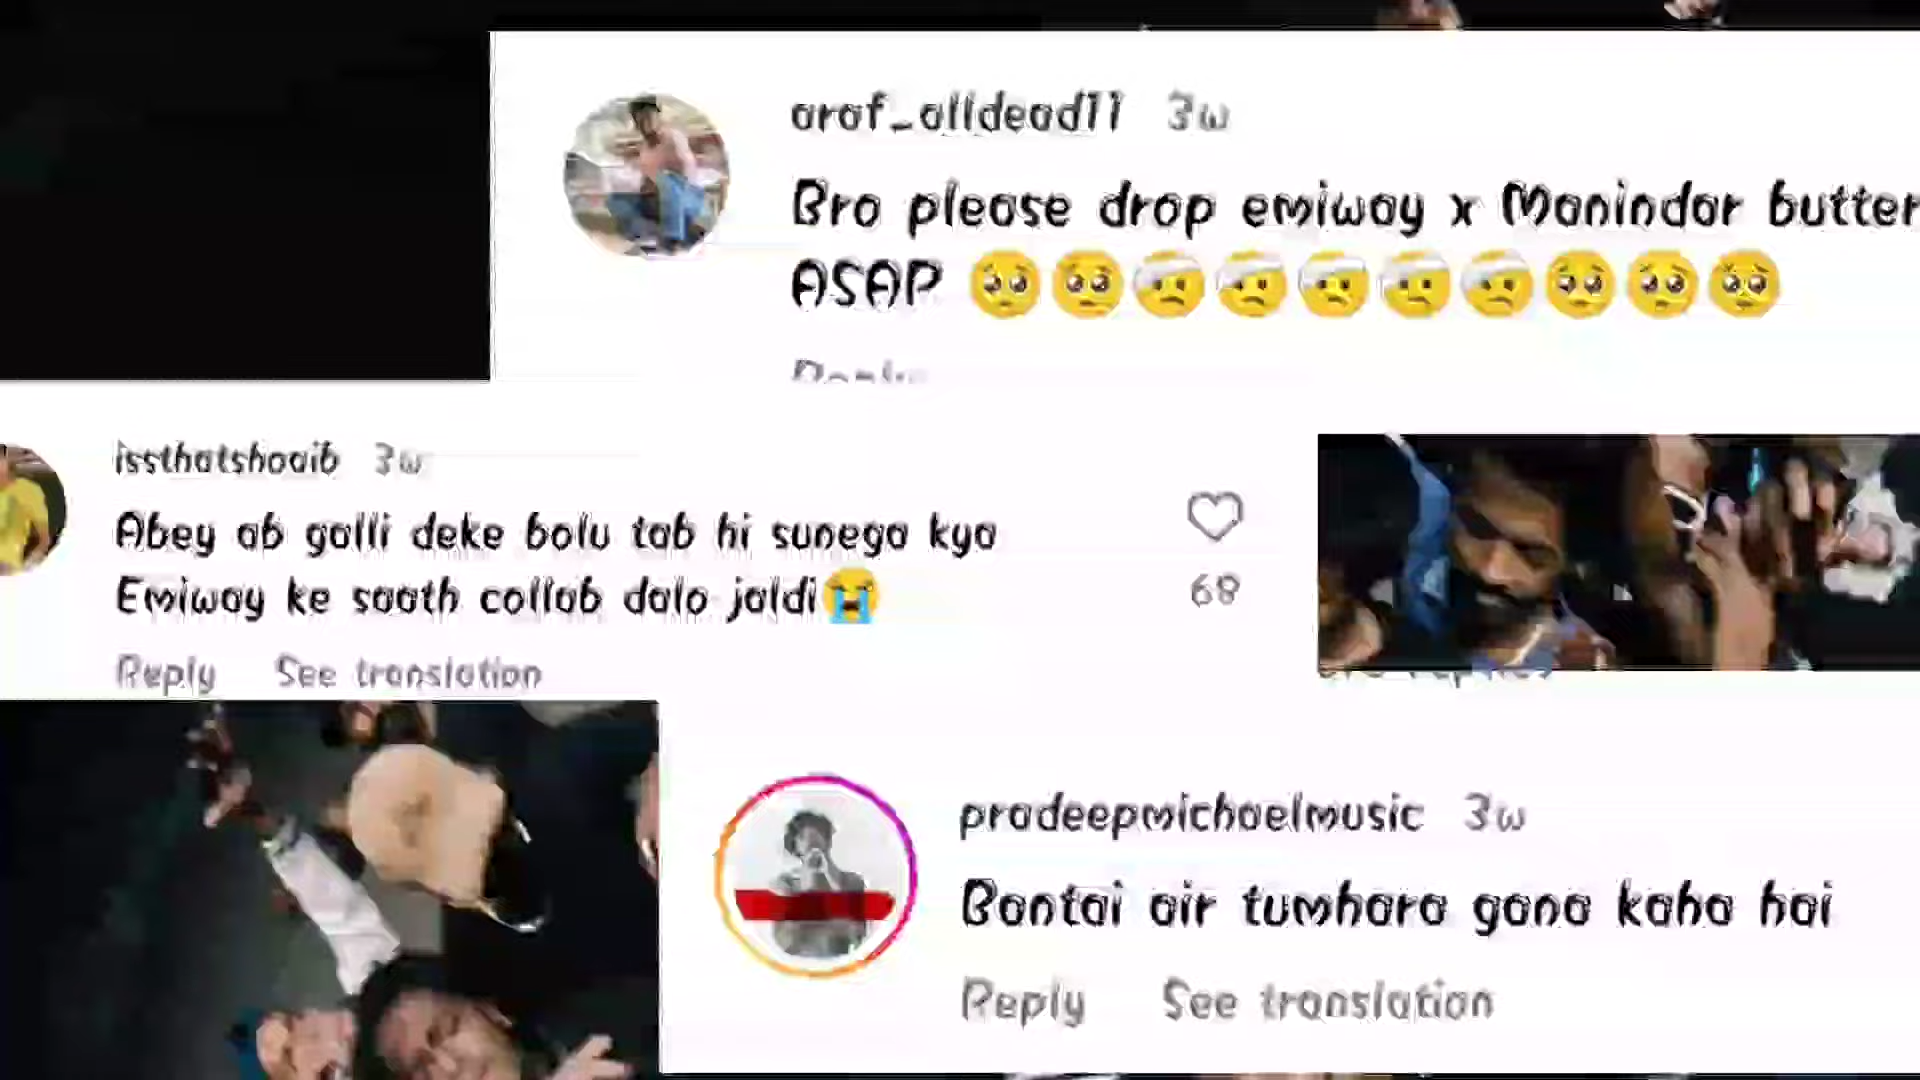 araf_alldead11 3w
Bro please drop emiway x Manindar butter
ASAP 🥺🥺🤕🤕🤕🤕🤕🥺🥺🥺
Reply
issthatshoaib 3w
Abey ab galli deke bolu tab hi sunega kya
Emiway ke saath collab dalo jaldi😭
68
Reply See translation
pradeepmichaelmusic 3w
Bantai air tumhara gana kaha hai
Reply See translation